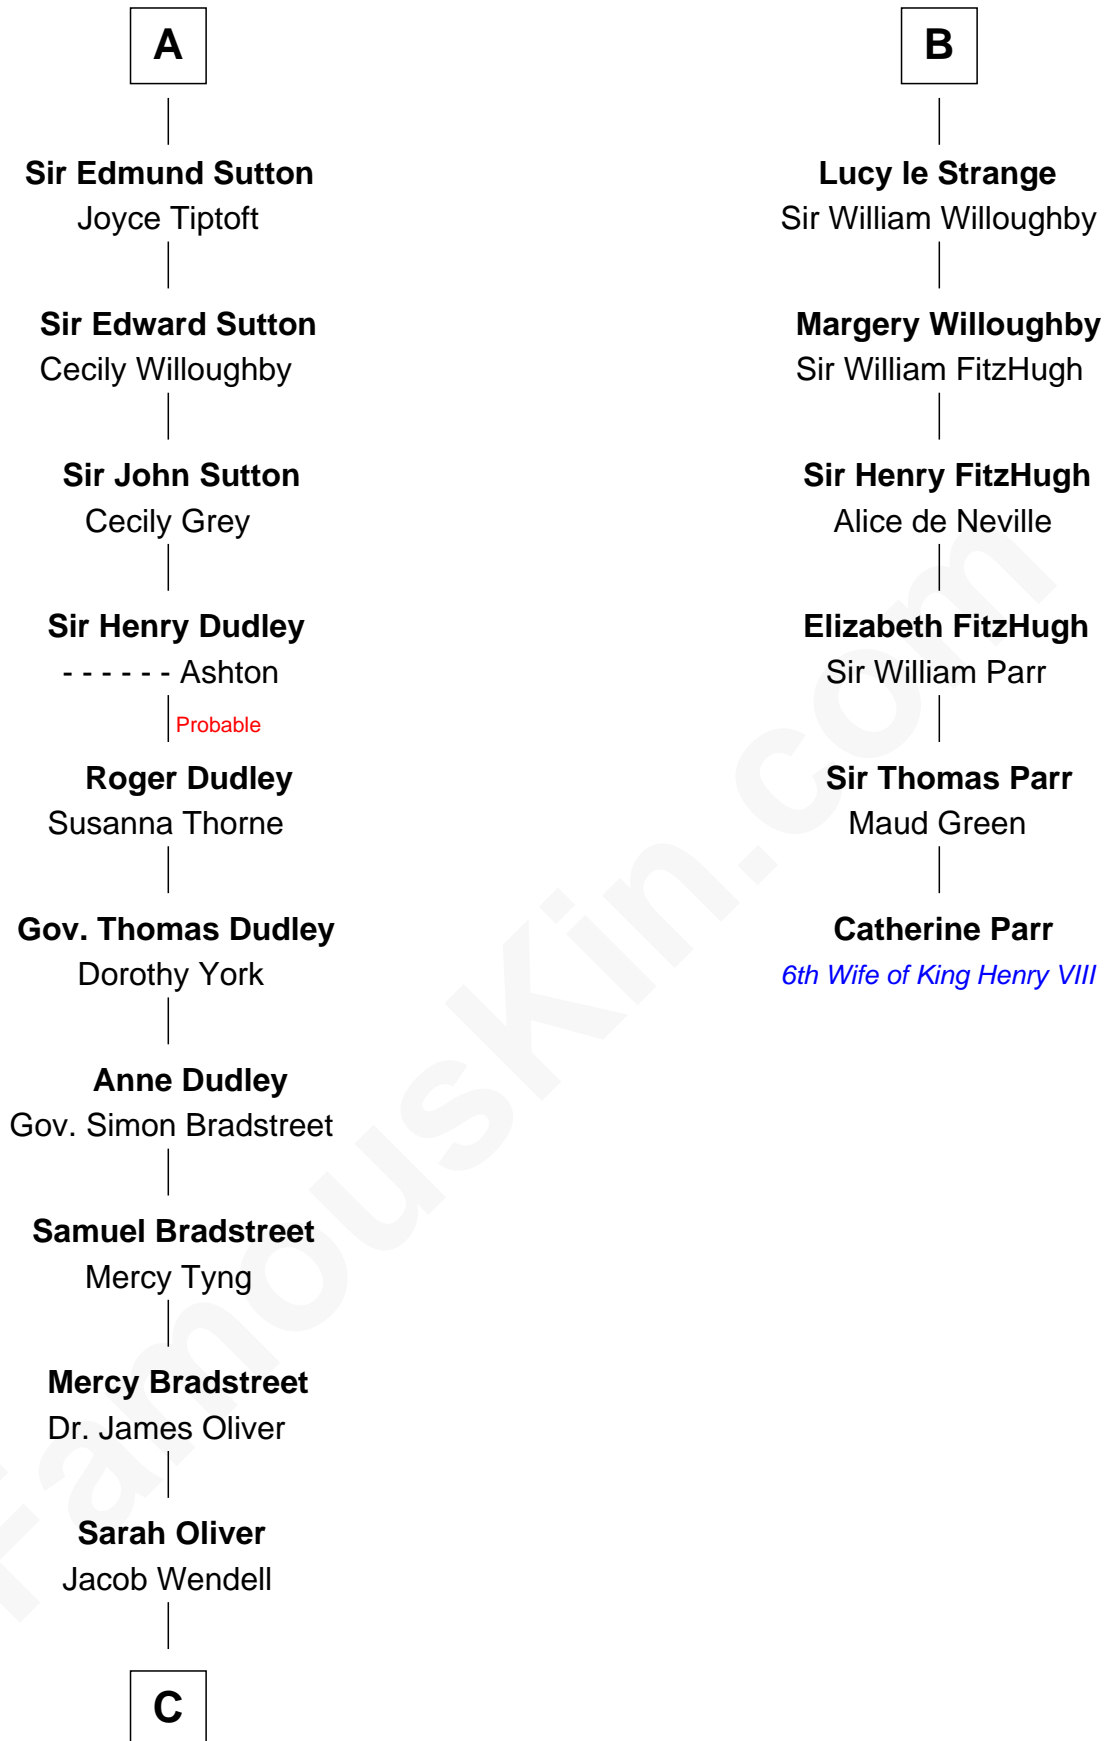 A
Sir Edmund Sutton
Joyce Tiptoft
Sir Edward Sutton
Cecily Willoughby
Sir John Sutton
Cecily Grey
Sir Henry Dudley
- - - - - - Ashton
Probable
Roger Dudley
Susanna Thorne
Gov. Thomas Dudley
Dorothy York
Anne Dudley
Gov. Simon Bradstreet
Samuel Bradstreet
Mercy Tyng
Mercy Bradstreet
Dr. James Oliver
Sarah Oliver
Jacob Wendell
C
B
Lucy le Strange
Sir William Willoughby
Margery Willoughby
Sir William FitzHugh
Sir Henry FitzHugh
Alice de Neville
Elizabeth FitzHugh
Sir William Parr
Sir Thomas Parr
Maud Green
Catherine Parr
6th Wife of King Henry VIII
FamousKin.com